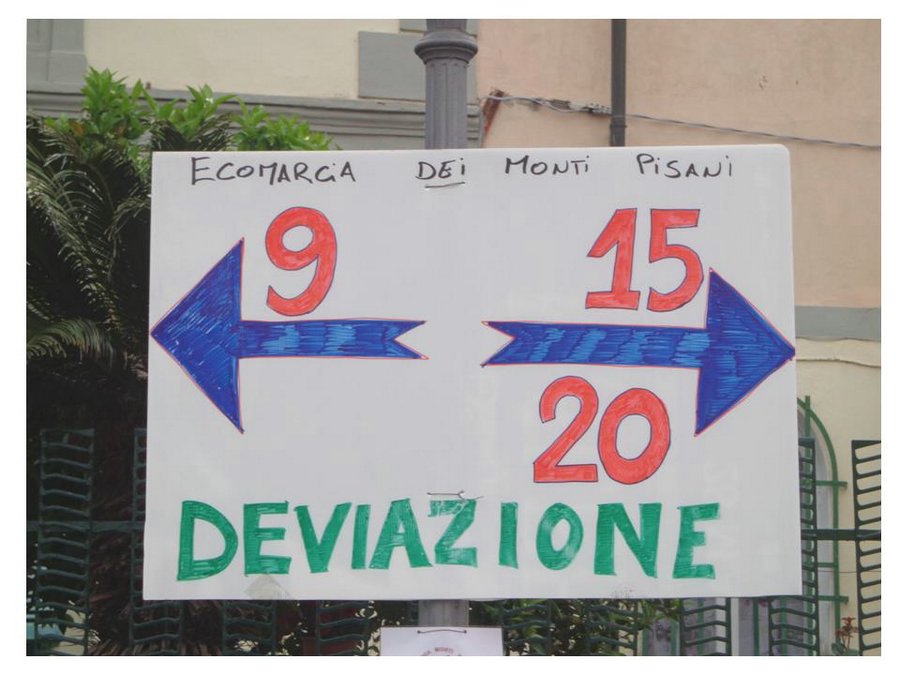 ECOMARCIA DEI MONTI PISANI
9 15
20
DEVIAZIONE